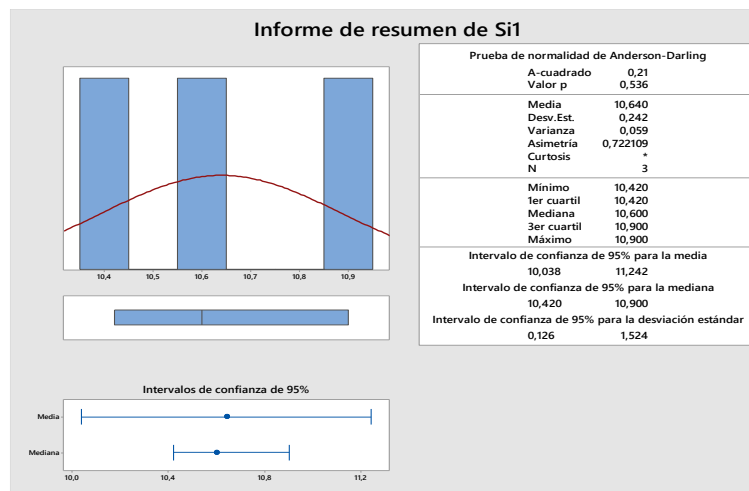 Informe de resumen de Si1
10,4 10,5 10,6 10,7 10,8 10,9
Intervalos de confianza de 95%
Media
Mediana
10,0 10,4 10,8 11,2
Prueba de normalidad de Anderson-Darling
A-cuadrado 0,21
Valor p 0,536
Media 10,640
Desv.Est. 0,242
Varianza 0,059
Asimetría 0,722109
Curtosis *
N 3
Mínimo 10,420
1er cuartil 10,420
Mediana 10,600
3er cuartil 10,900
Máximo 10,900
Intervalo de confianza de 95% para la media
10,038 11,242
Intervalo de confianza de 95% para la mediana
10,420 10,900
Intervalo de confianza de 95% para la desviación estándar
0,126 1,524